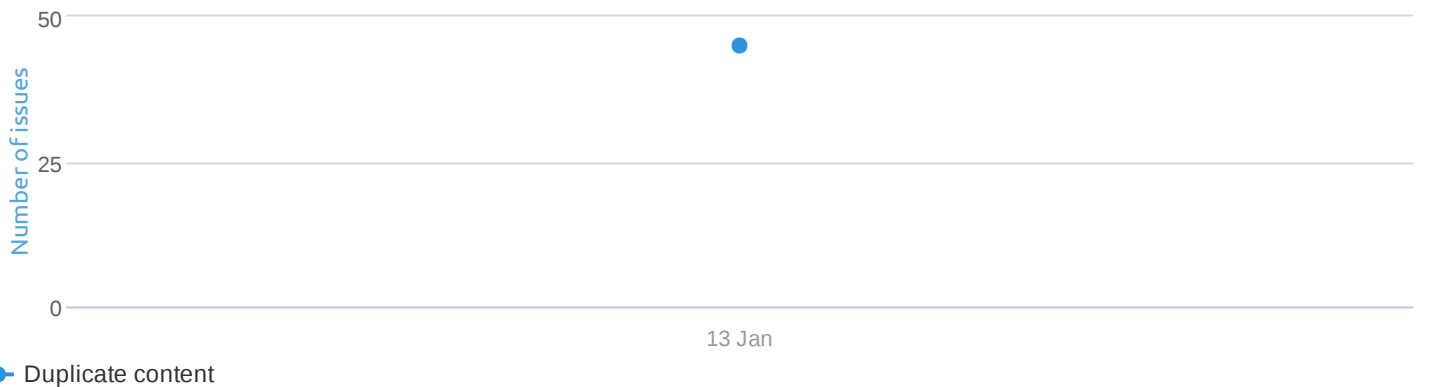 50
Number of issues
25
0
13 Jan
Duplicate content